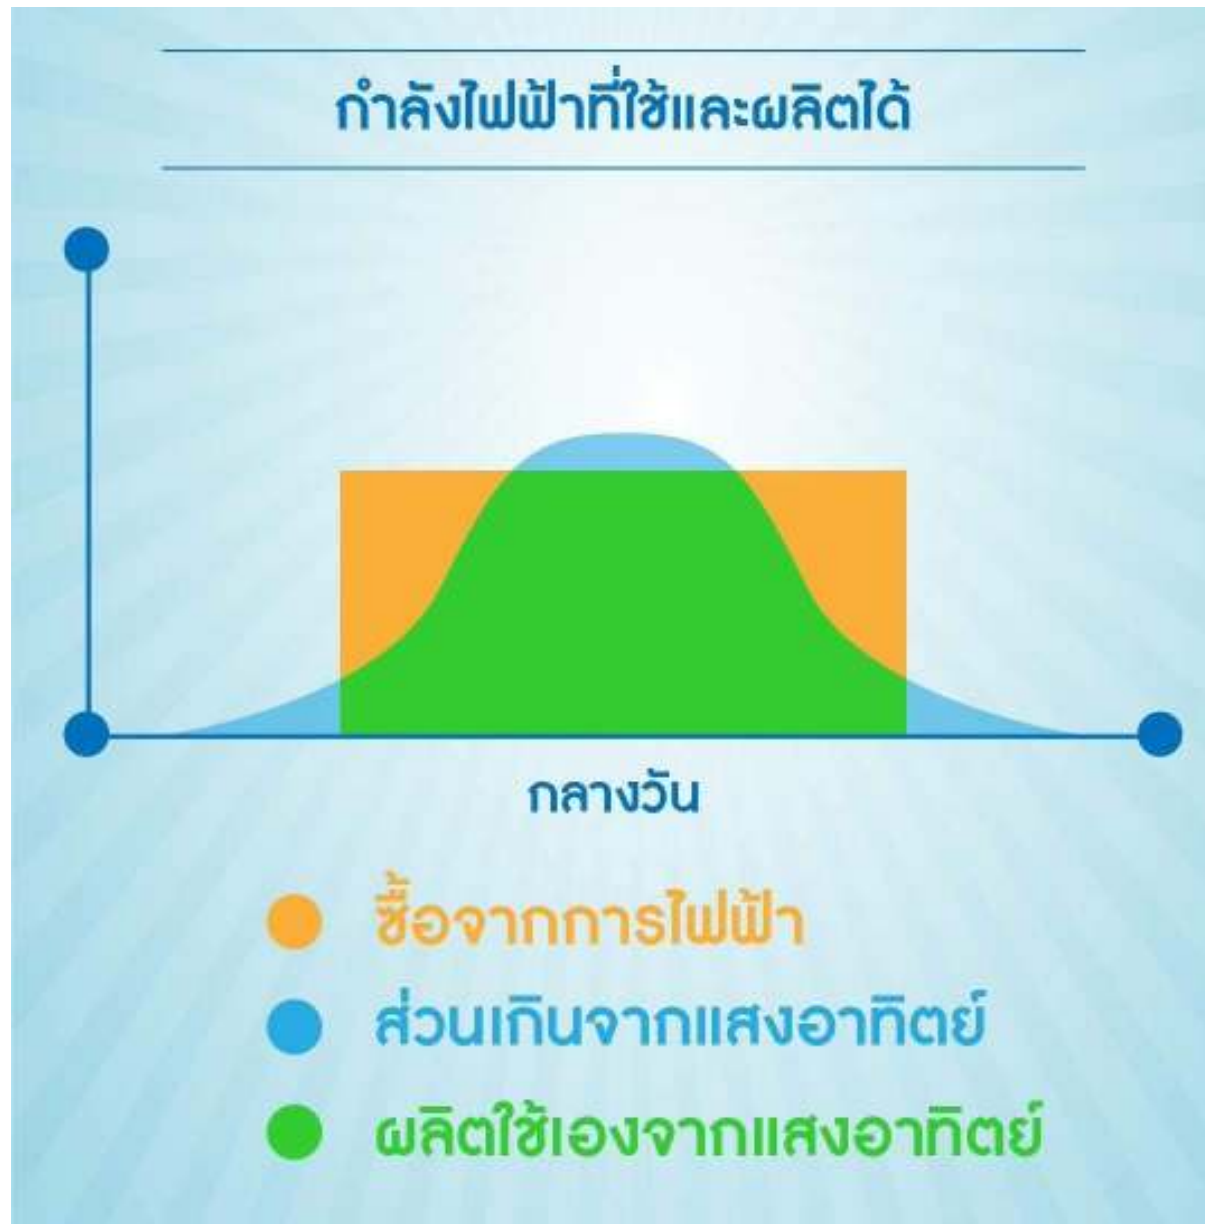 กำลังไฟฟ้าที่ใช้และผลิตได้
กลางวัน
ซื้อจากการไฟฟ้า
ส่วนเกินจากแสงอาทิตย์
ผลิตใช้เองจากแสงอาทิตย์